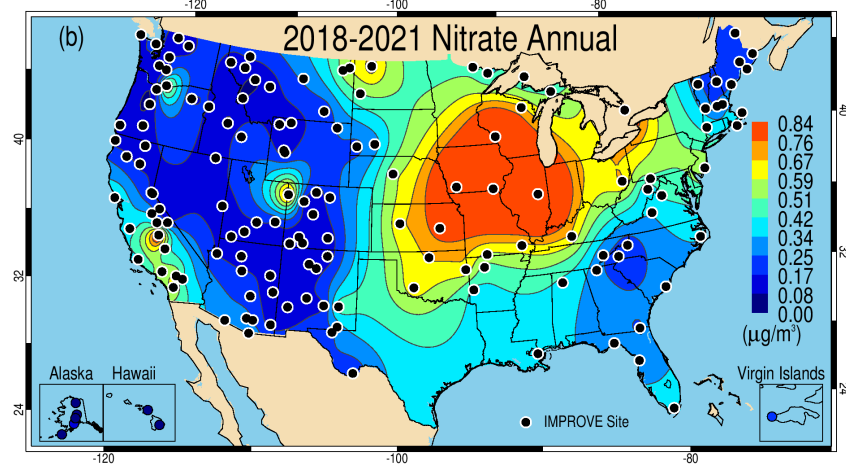 -120 -100 -80
(b) 2018-2021 Nitrate Annual
40 40
0.84
0.76
0.67
0.59
0.51
0.42
0.34
0.25
0.17
0.08
0.00
(µg/m³)
32 32
24 24
Alaska Hawaii
Virgin Islands
IMPROVE Site
-120 -100 -80